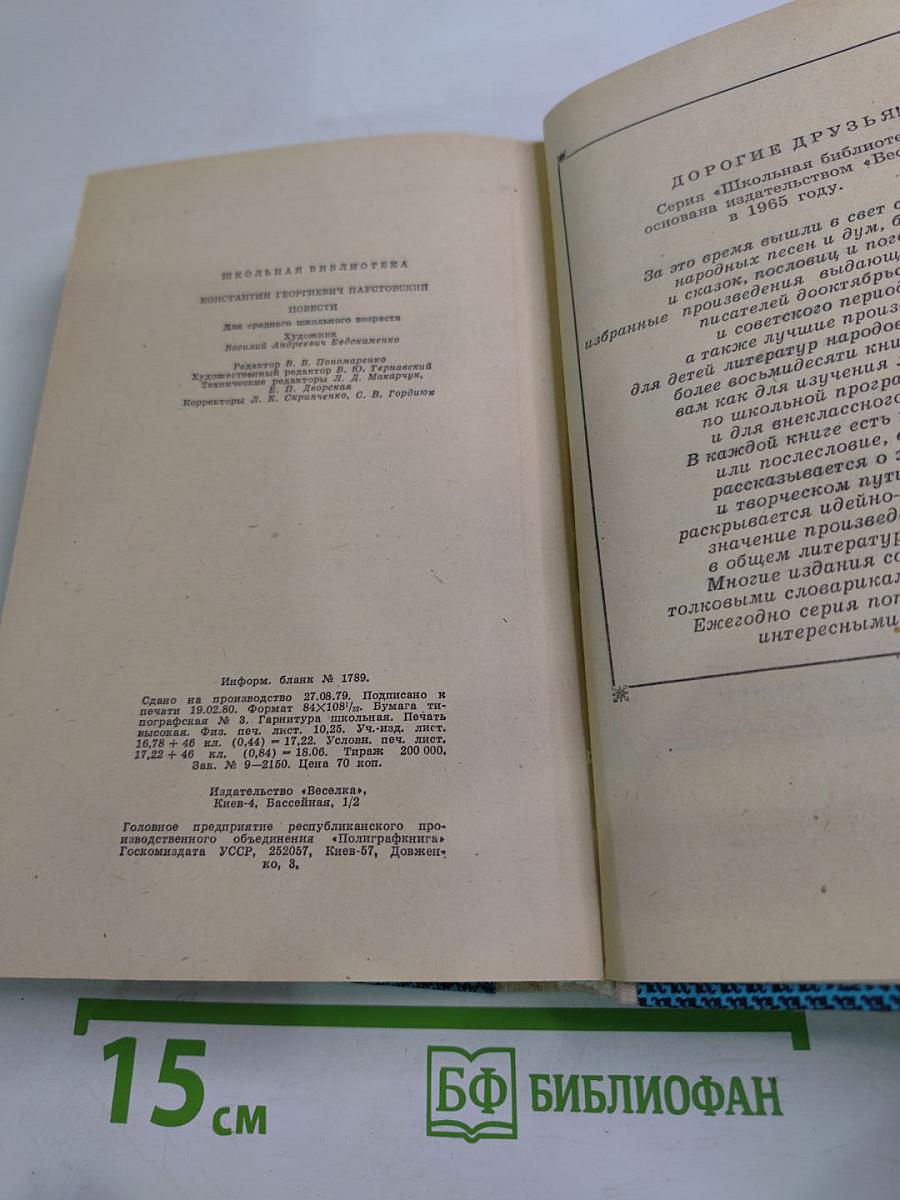 ШКОЛЬНАЯ БИБЛИОТЕКА
КОНСТАНТИН ГЕОРГИЕВИЧ ПАУСТОВСКИЙ
ПОВЕСТИ
Для среднего школьного возраста
Художник
Василий Андреевич Евдокименко
Редактор В. В. Пономаренко
Художественный редактор В. Ю. Тернавский
Технические редакторы Л. Д. Макарчук,
Е. П. Дворская
Корректоры Л. К. Скрипченко, С. В. Гордиюк
Информ. бланк № 1789.
Сдано на производство 27.08.79. Подписано к
печати 19.02.80. Формат 84×108¹/₃₂. Бумага ти-
пографская № 3. Гарнитура школьная. Печать
высокая. Физ. печ. лист. 10,25. Уч.-изд. лист.
16,78 + 46 кл. (0,44) = 17,22. Условн. печ. лист.
17,22 + 46 кл. (0,84) = 18.06. Тираж 200 000.
Зак. № 9—2150. Цена 70 коп.
Издательство «Веселка»,
Киев-4, Бассейная, 1/2
Головное предприятие республиканского про-
изводственного объединения «Полиграфкнига»
Госкомиздата УССР, 252057, Киев-57, Довжен-
ко, 3.
ДОРОГИЕ ДРУЗЬЯ!
Серия «Школьная библиоте
основана издательством «Вес
в 1965 году.
За это время вышли в свет с
народных песен и дум, б
и сказок, пословиц и пого
избранные произведения выдающ
писателей дооктябрьс
и советского период
а также лучшие произ
для детей литератур народов
более восьмидесяти кни
вам как для изучения л
по школьной програ
и для внеклассного
В каждой книге есть
или послесловие,
рассказывается о
и творческом пути
раскрывается идейно-
значение произвед
в общем литератур
Многие издания со
толковыми словарикам
Ежегодно серия поп
интересными
15 см
БФ БИБЛИОФАН